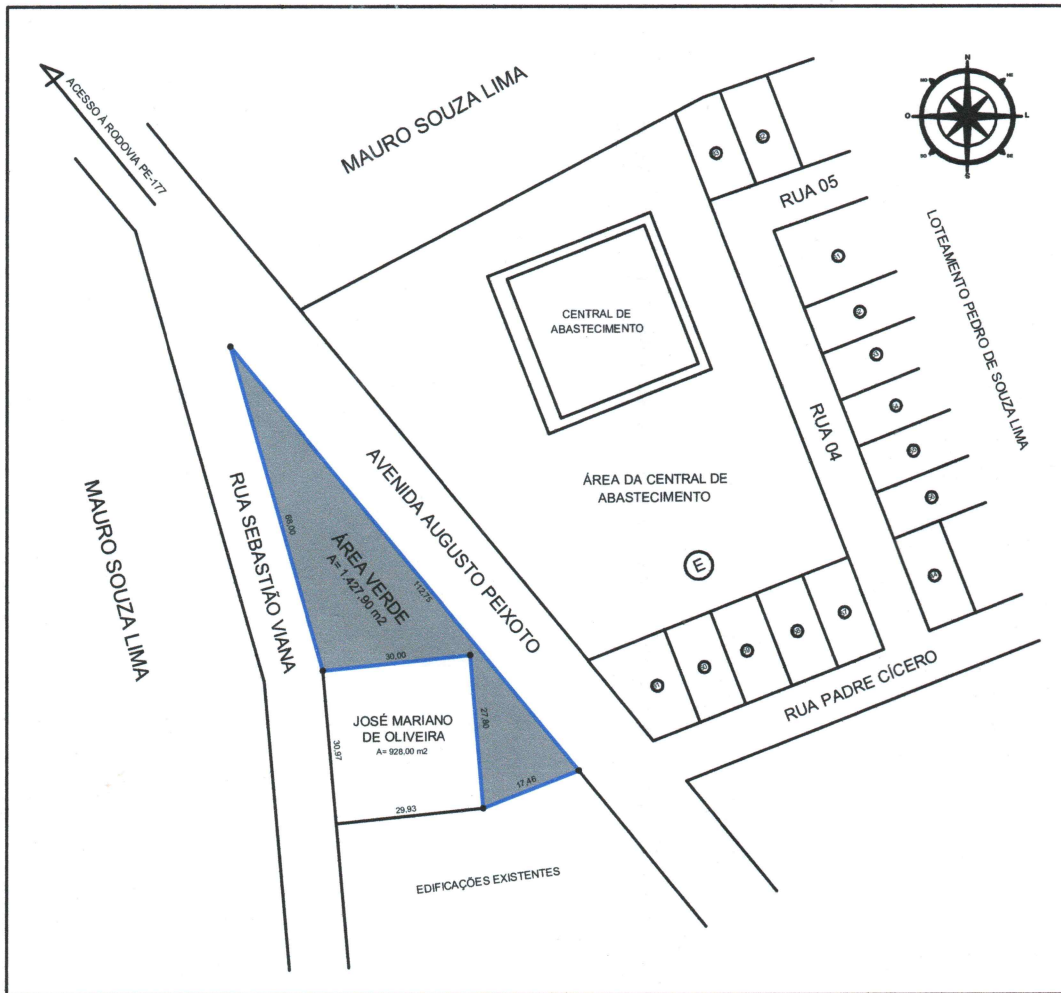 ACESSO À RODOVIA PE-177
MAURO SOUZA LIMA
N
O
L
S
RUA 05
LOTEAMENTO PEDRO DE SOUZA LIMA
CENTRAL DE
ABASTECIMENTO
RUA 04
ÁREA DA CENTRAL DE
ABASTECIMENTO
E
AVENIDA AUGUSTO PEIXOTO
MAURO SOUZA LIMA
RUA SEBASTIÃO VIANA
68,00
ÁREA VERDE
A= 1.427,90 m2
112,75
30,00
RUA PADRE CÍCERO
JOSÉ MARIANO
DE OLIVEIRA
A= 928,00 m2
30,97
27,80
29,93
17,46
EDIFICAÇÕES EXISTENTES